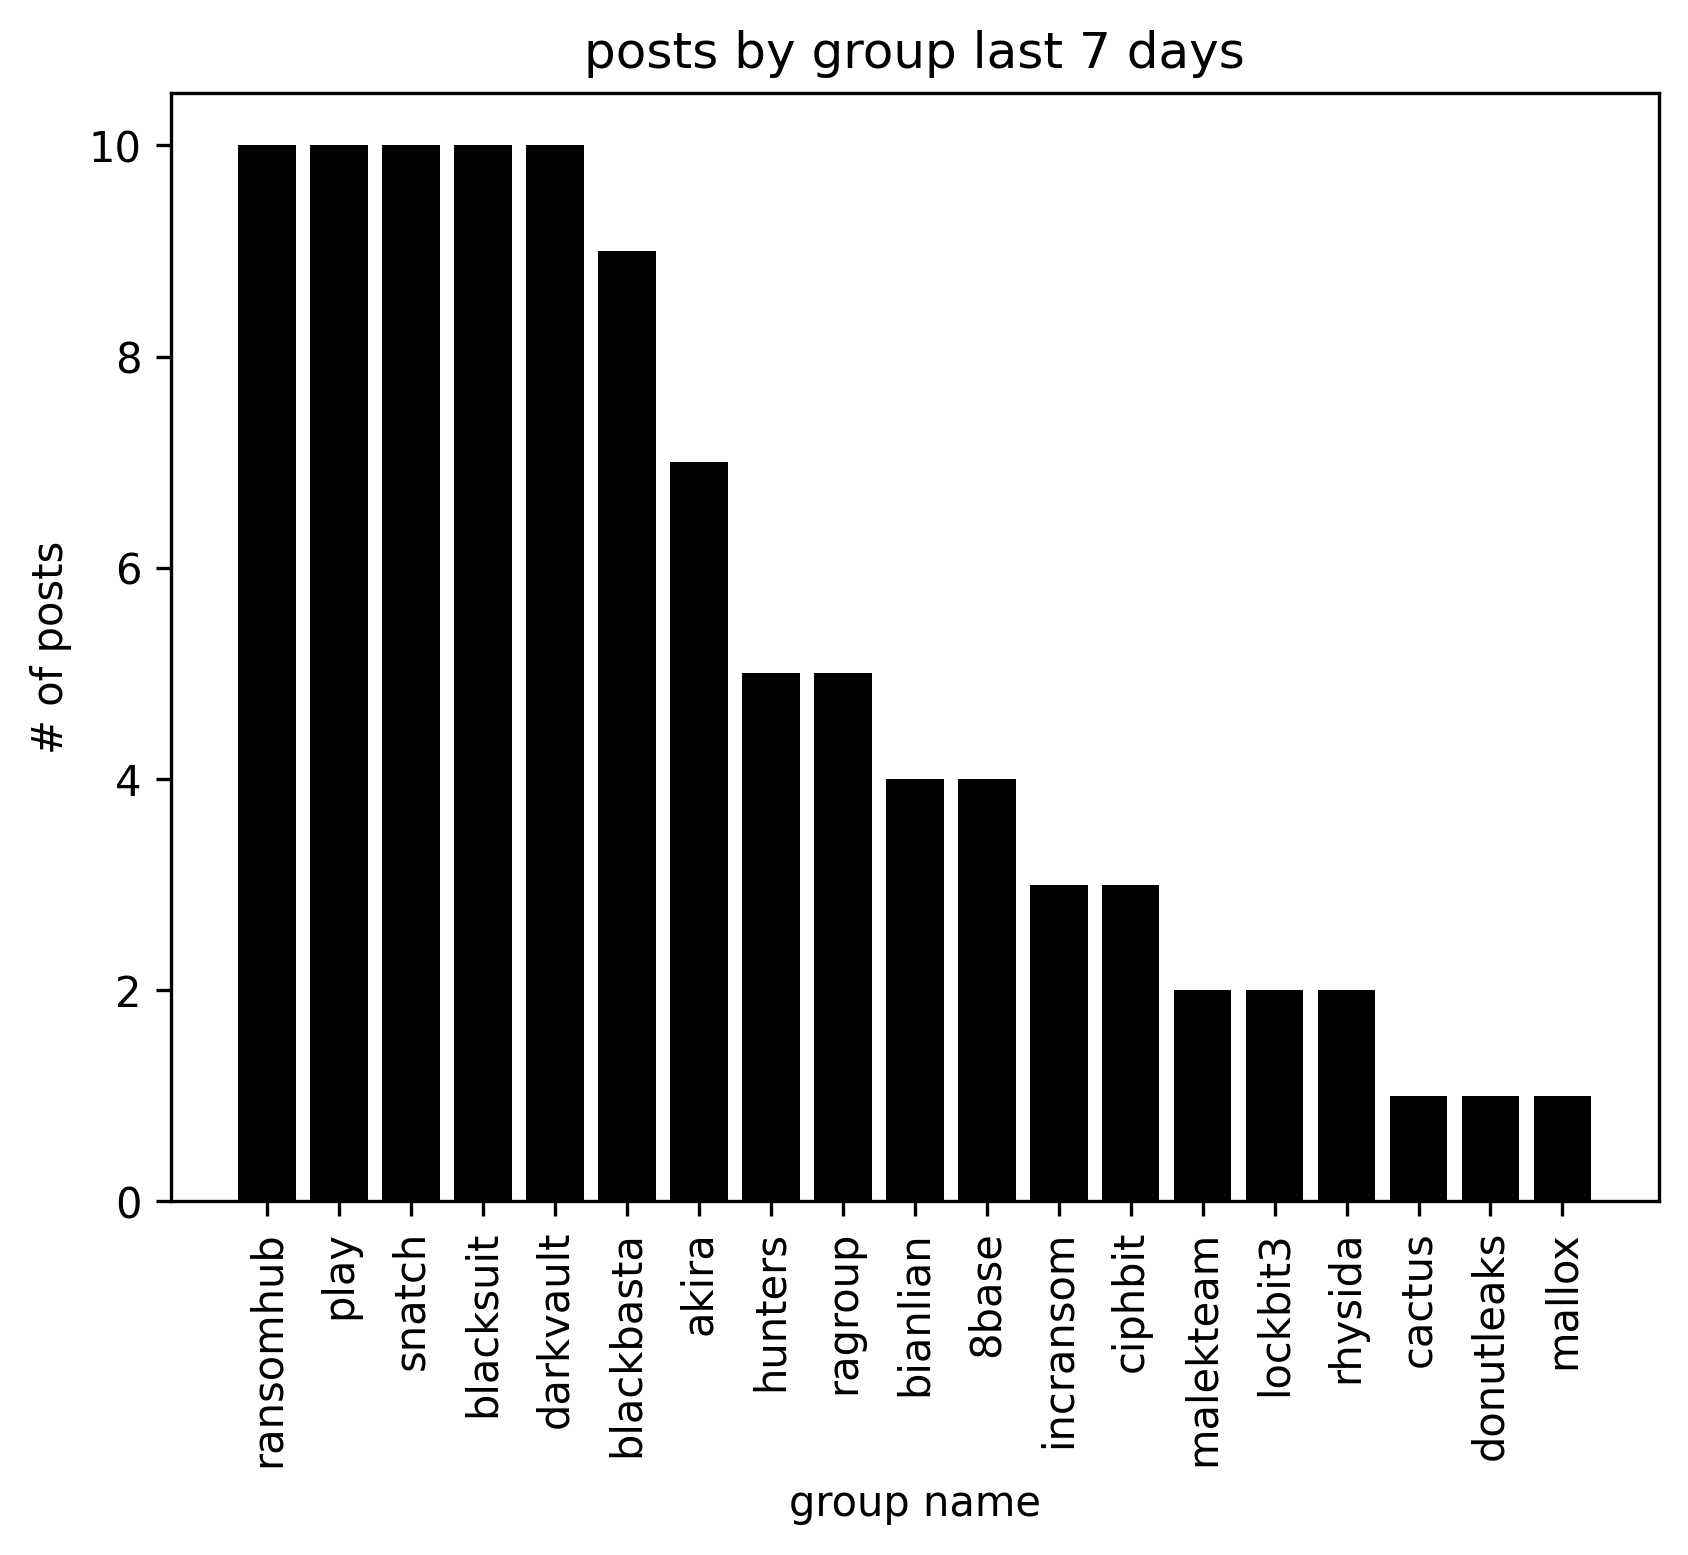 posts by group last 7 days
# of posts
10
8
6
4
2
0
ransomhub
play
snatch
blacksuit
darkvault
blackbasta
akira
hunters
ragroup
bianlian
8base
incransom
ciphbit
malekteam
lockbit3
rhysida
cactus
donutleaks
mallox
group name